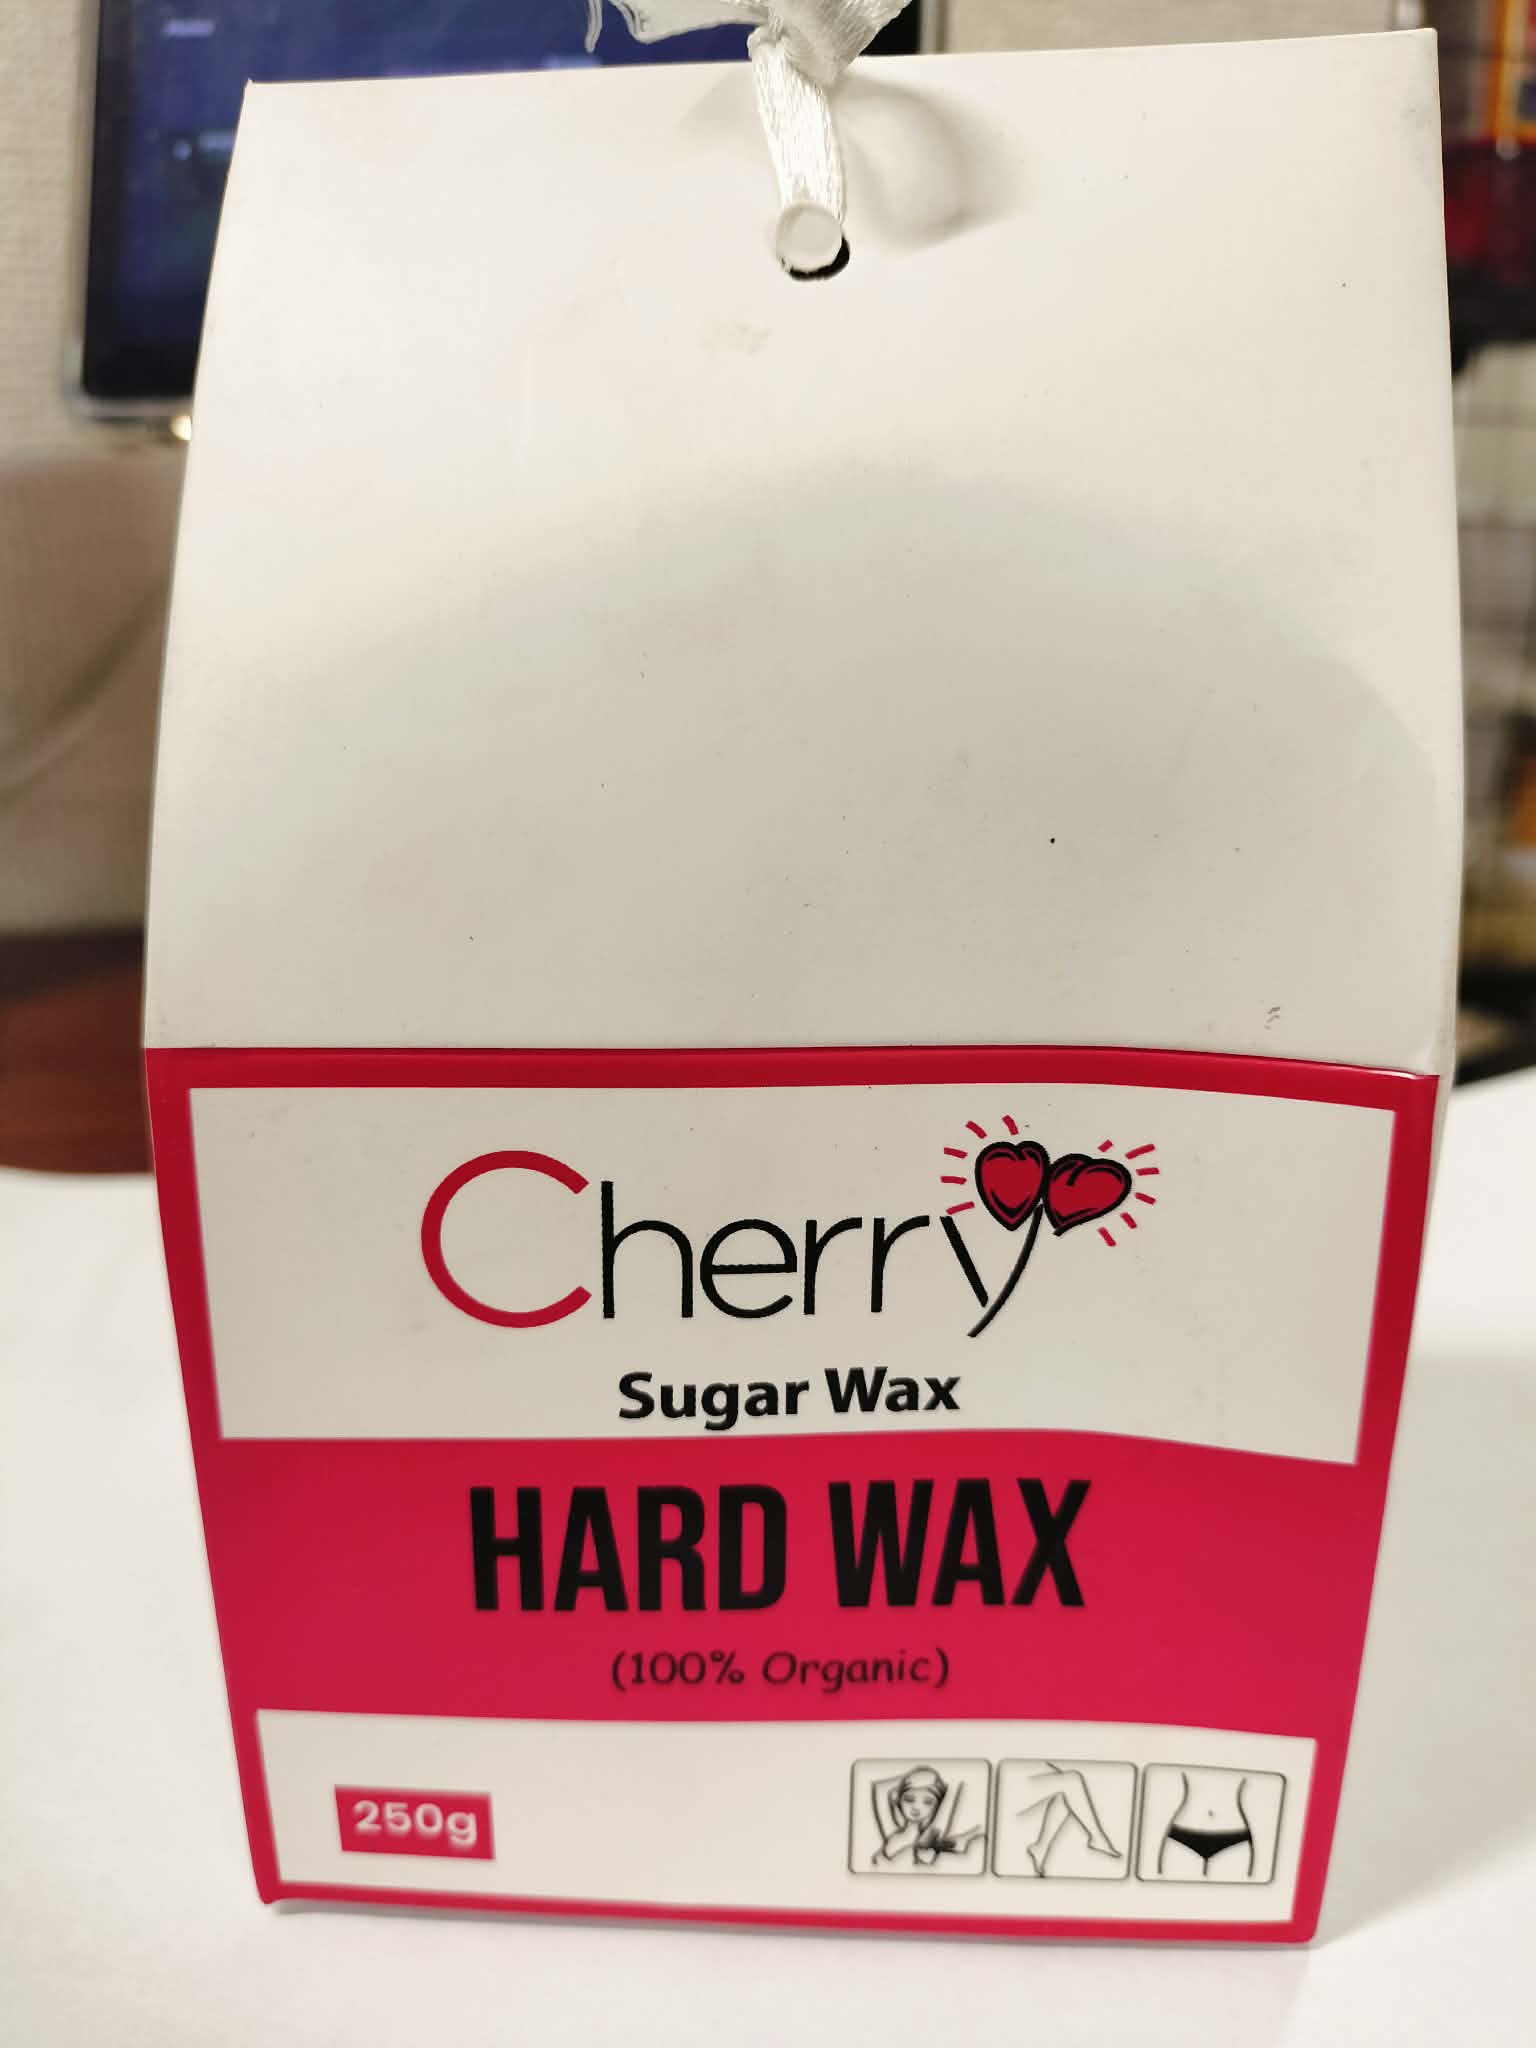 Cherry
Sugar Wax
HARD WAX
(100% Organic)
250g